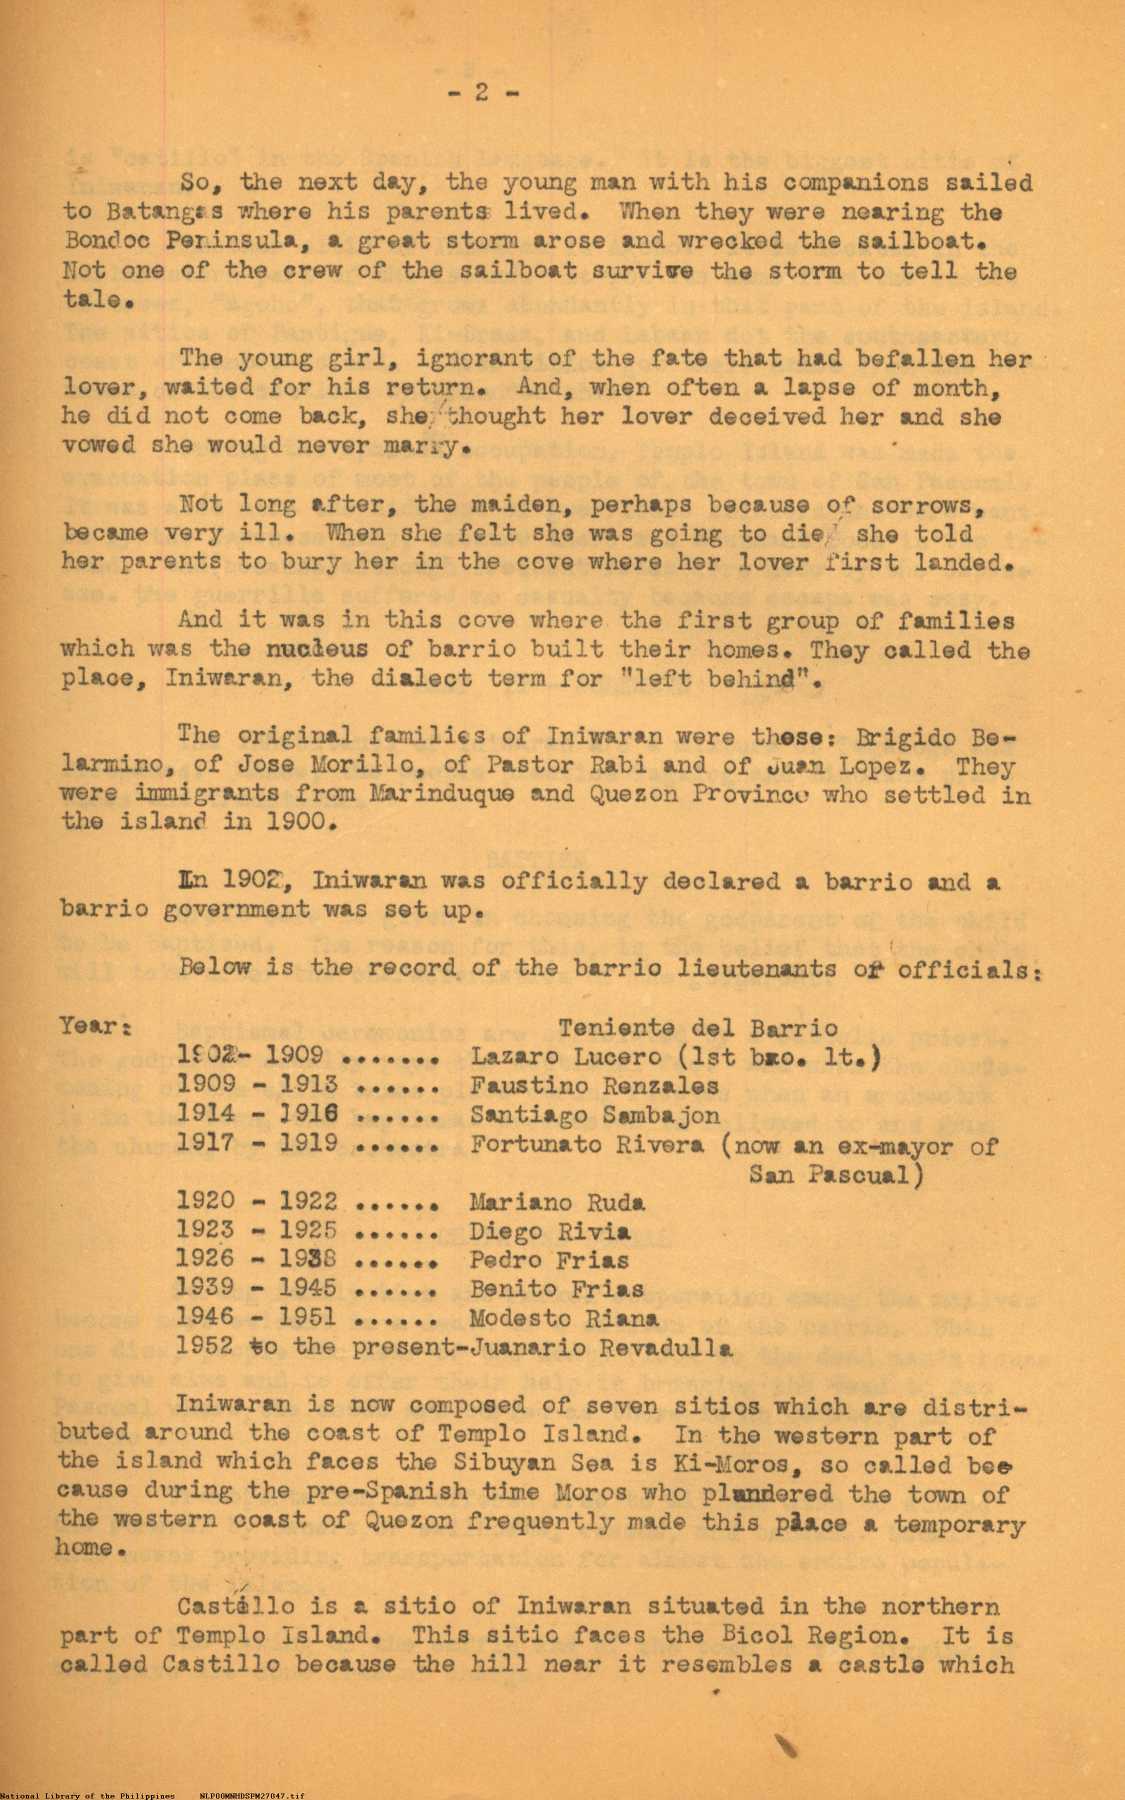 - 2 -
So, the next day, the young man with his companions sailed
to Batangas where his parents lived. When they were nearing the
Bondoc Peninsula, a great storm arose and wrecked the sailboat.
Not one of the crew of the sailboat survive the storm to tell the
tale.
The young girl, ignorant of the fate that had befallen her
lover, waited for his return. And, when often a lapse of month,
he did not come back, she thought her lover deceived her and she
vowed she would never marry.
Not long after, the maiden, perhaps because of sorrows,
became very ill. When she felt she was going to die, she told
her parents to bury her in the cove where her lover first landed.
And it was in this cove where the first group of families
which was the nucleus of barrio built their homes. They called the
place, Iniwaran, the dialect term for "left behind".
The original families of Iniwaran were these: Brigido Be-
larmino, of Jose Morillo, of Pastor Rabi and of Juan Lopez. They
were immigrants from Marinduque and Quezon Province who settled in
the island in 1900.
In 1902, Iniwaran was officially declared a barrio and a
barrio government was set up.
Below is the record of the barrio lieutenants or officials:
Year: Teniente del Barrio
1902- 1909 ....... Lazaro Lucero (1st bro. lt.)
1909 - 1913 ...... Faustino Renzales
1914 - 1916 ...... Santiago Sambajon
1917 - 1919 ...... Fortunato Rivera (now an ex-mayor of
San Pascual)
1920 - 1922 ...... Mariano Ruda
1923 - 1925 ...... Diego Rivia
1926 - 1938 ...... Pedro Frias
1939 - 1945 ...... Benito Frias
1946 - 1951 ...... Modesto Riana
1952 to the present-Juanario Revadulla
Iniwaran is now composed of seven sitios which are distri-
buted around the coast of Templo Island. In the western part of
the island which faces the Sibuyan Sea is Ki-Moros, so called bee
cause during the pre-Spanish time Moros who plundered the town of
the western coast of Quezon frequently made this place a temporary
home.
Castillo is a sitio of Iniwaran situated in the northern
part of Templo Island. This sitio faces the Bicol Region. It is
called Castillo because the hill near it resembles a castle which
National Library of the Philippines NLPOOMNHDSPM27047.tif